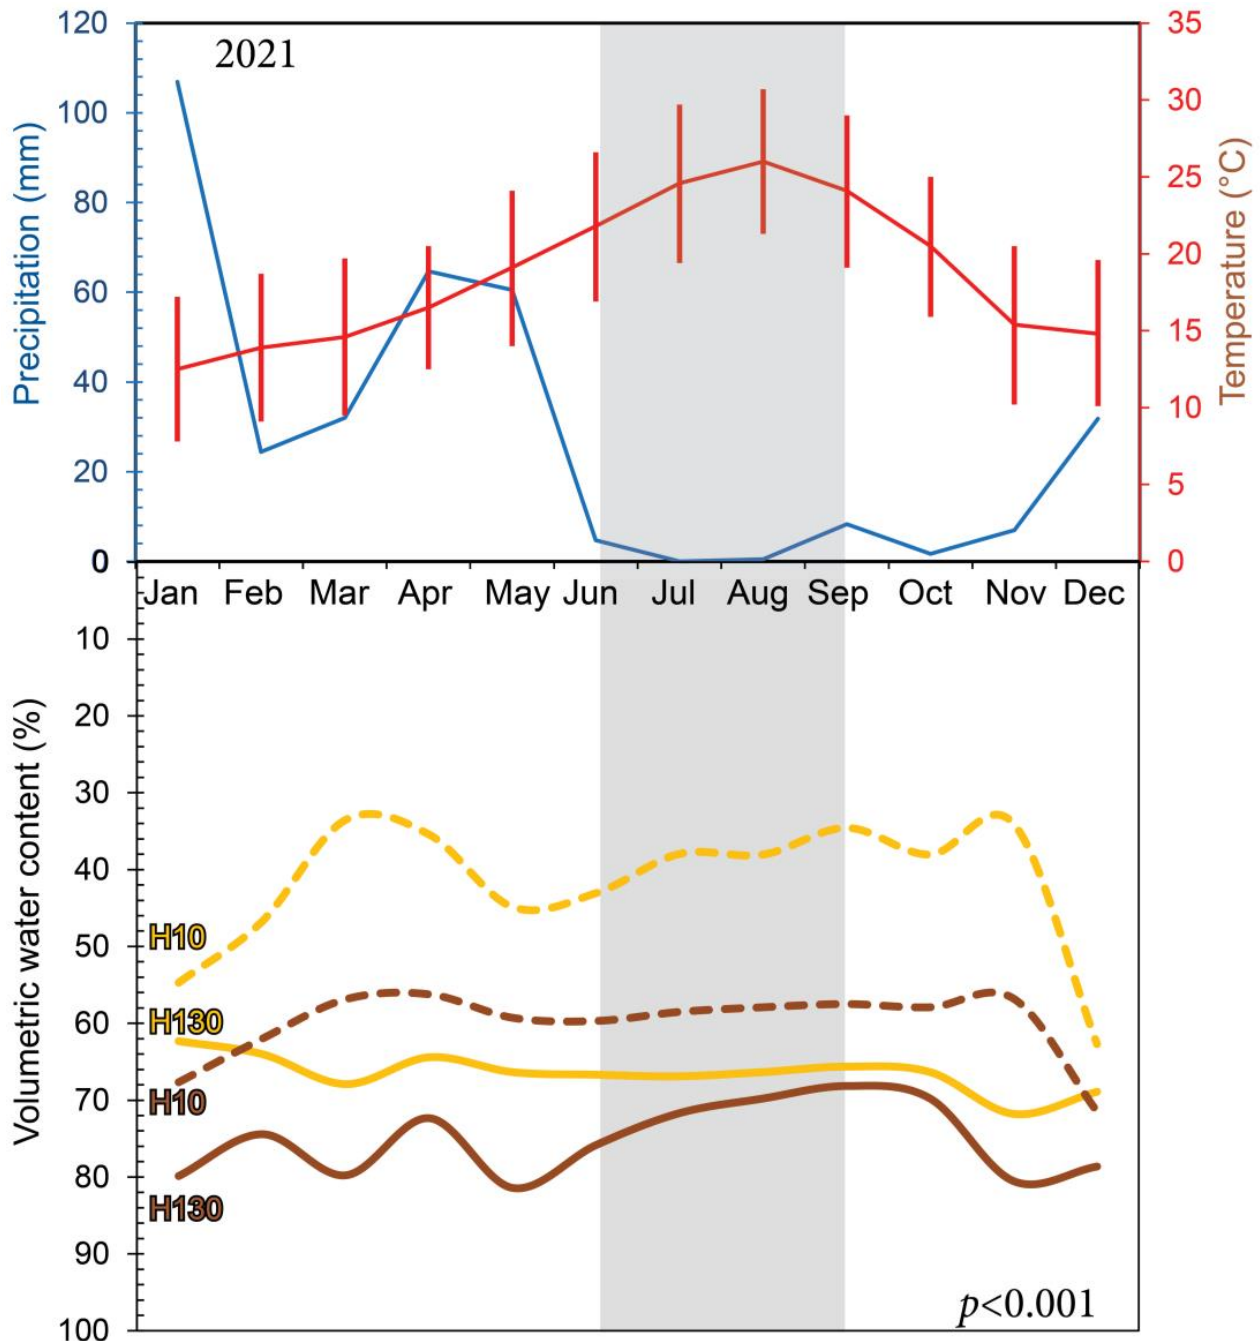 2021
Precipitation (mm)
120
100
80
60
40
20
0
Temperature (°C)
35
30
25
20
15
10
5
0
Jan Feb Mar Apr May Jun Jul Aug Sep Oct Nov Dec
Volumetric water content (%)
10
20
30
40
50
60
70
80
90
100
H10
H130
H10
H130
p<0.001